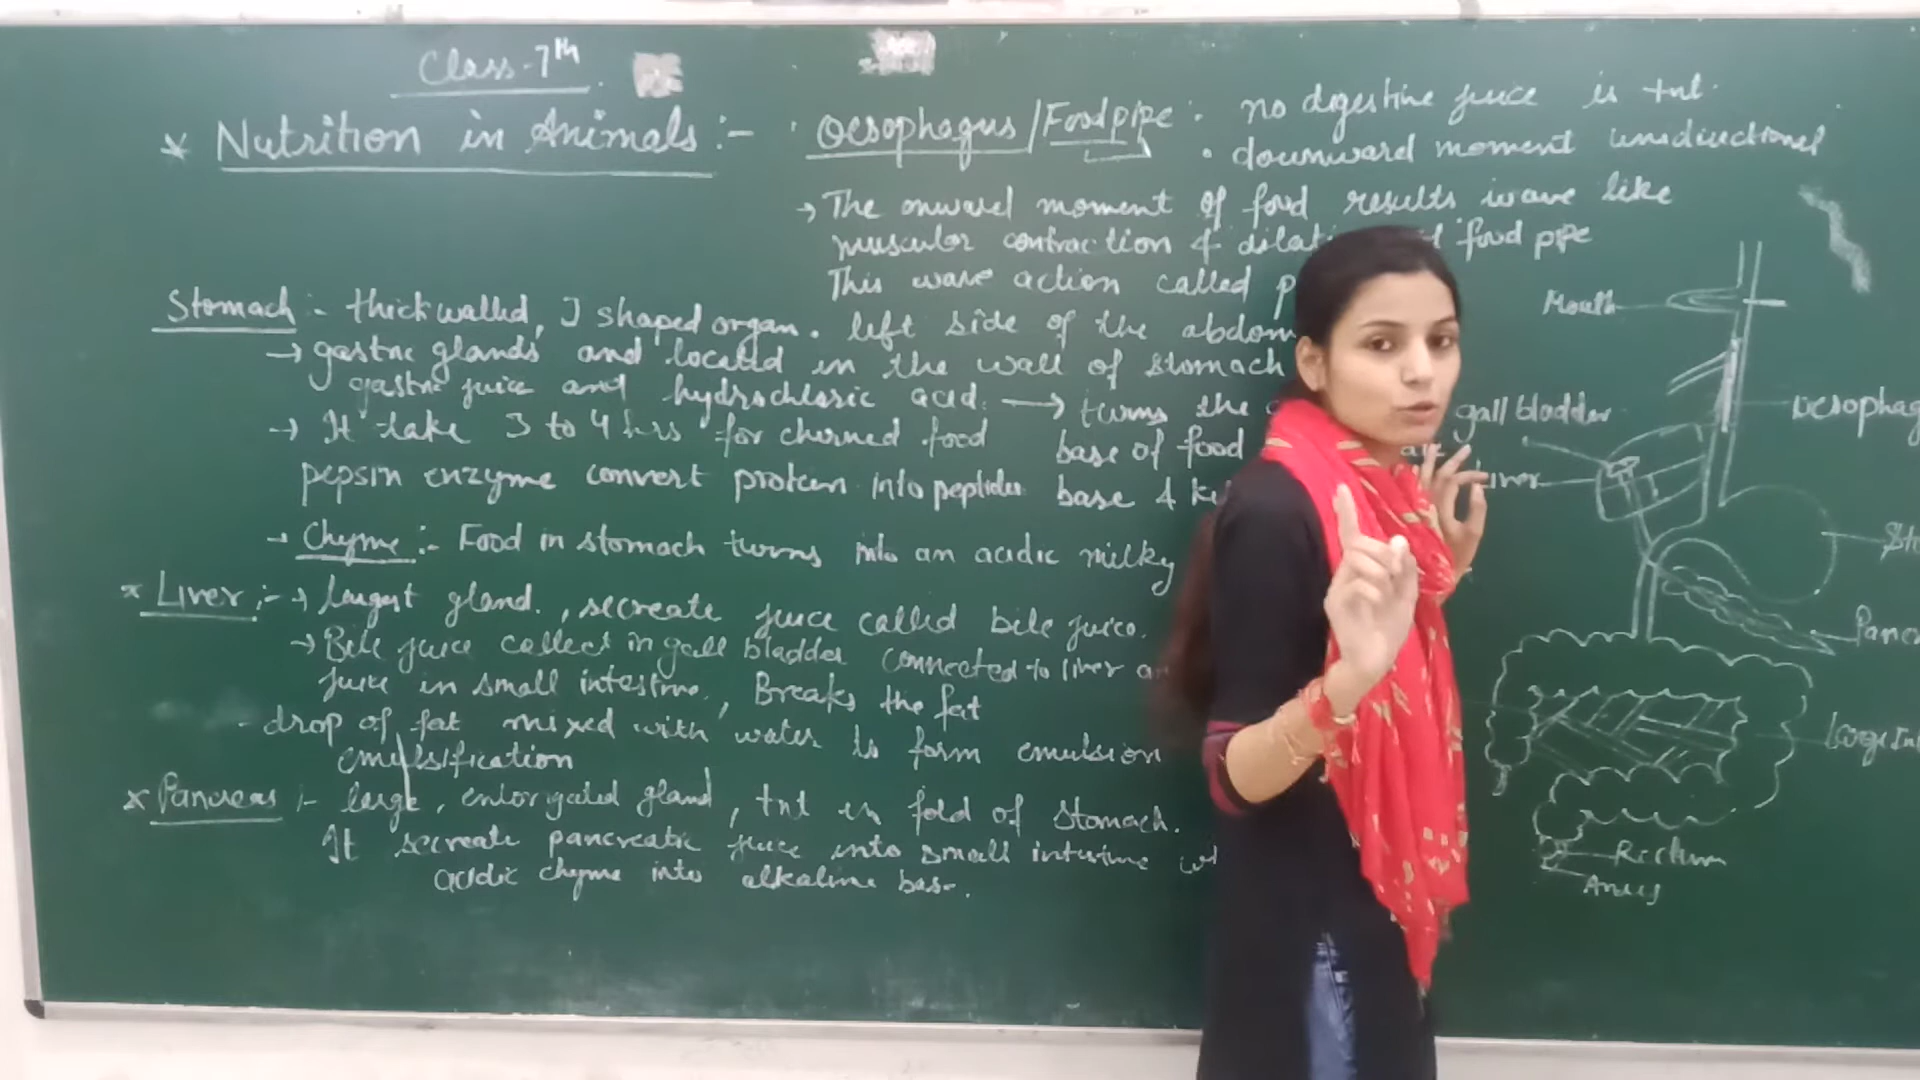 Class-7th
* Nutrition in Animals :-
Oesophagus / Foodpipe : no digestive juice is tnt.
. downward moment unidirectional
→ The onward moment of food results wave like
muscular contraction & food pipe
This wave action called p
Stomach :- thick walled, J shaped organ. left side of the abdom
→ gastric glands and located in the wall of stomach
gastric juice and hydrochloric acid. → turns the
→ It take 3 to 4 hrs for churned food base of food
pepsin enzyme convert protein into peptides base &
→ Chyme :- Food in stomach turns into an acidic milky
* Liver :- → largest gland. , secreate juice called bile juice.
→ Bile juice collect in gall bladder connected to liver
juice in small intestine, Breaks the fat
- drop of fat mixed with water to form emulsion
emulsification
* Pancreas :- large, enlongated gland, tnt in fold of stomach.
It secreate pancreatic juice into small intestine
acidic chyme into alkaline base.
Mouth
Oesophag
gall bladder
liver
St
Panc
large Int
Rectum
Anus